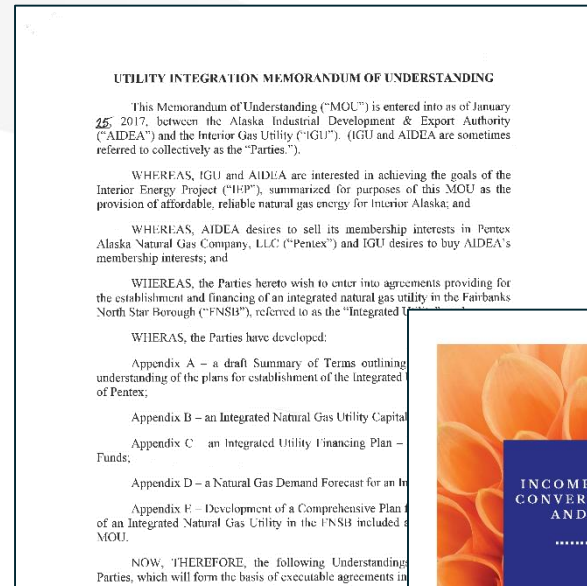 UTILITY INTEGRATION MEMORANDUM OF UNDERSTANDING
This Memorandum of Understanding ("MOU") is entered into as of January
25, 2017, between the Alaska Industrial Development & Export Authority
("AIDEA") and the Interior Gas Utility ("IGU"). (IGU and AIDEA are sometimes
referred to collectively as the "Parties.").
WHEREAS, IGU and AIDEA are interested in achieving the goals of the
Interior Energy Project ("IEP"), summarized for purposes of this MOU as the
provision of affordable, reliable natural gas energy for Interior Alaska; and
WHEREAS, AIDEA desires to sell its membership interests in Pentex
Alaska Natural Gas Company, LLC ("Pentex") and IGU desires to buy AIDEA's
membership interests; and
WHEREAS, the Parties hereto wish to enter into agreements providing for
the establishment and financing of an integrated natural gas utility in the Fairbanks
North Star Borough ("FNSB"), referred to as the "Integrated
WHERAS, the Parties have developed:
Appendix A – a draft Summary of Terms outlining
understanding of the plans for establishment of the Integrated
of Pentex;
Appendix B – an Integrated Natural Gas Utility Capital
Appendix C an Integrated Utility Financing Plan –
Funds;
Appendix D – a Natural Gas Demand Forecast for an
Appendix E – Development of a Comprehensive Plan
of an Integrated Natural Gas Utility in the FNSB included
MOU.
NOW, THEREFORE, the following Understanding
Parties, which will form the basis of executable agreements in
INCOME
CONVER
AND